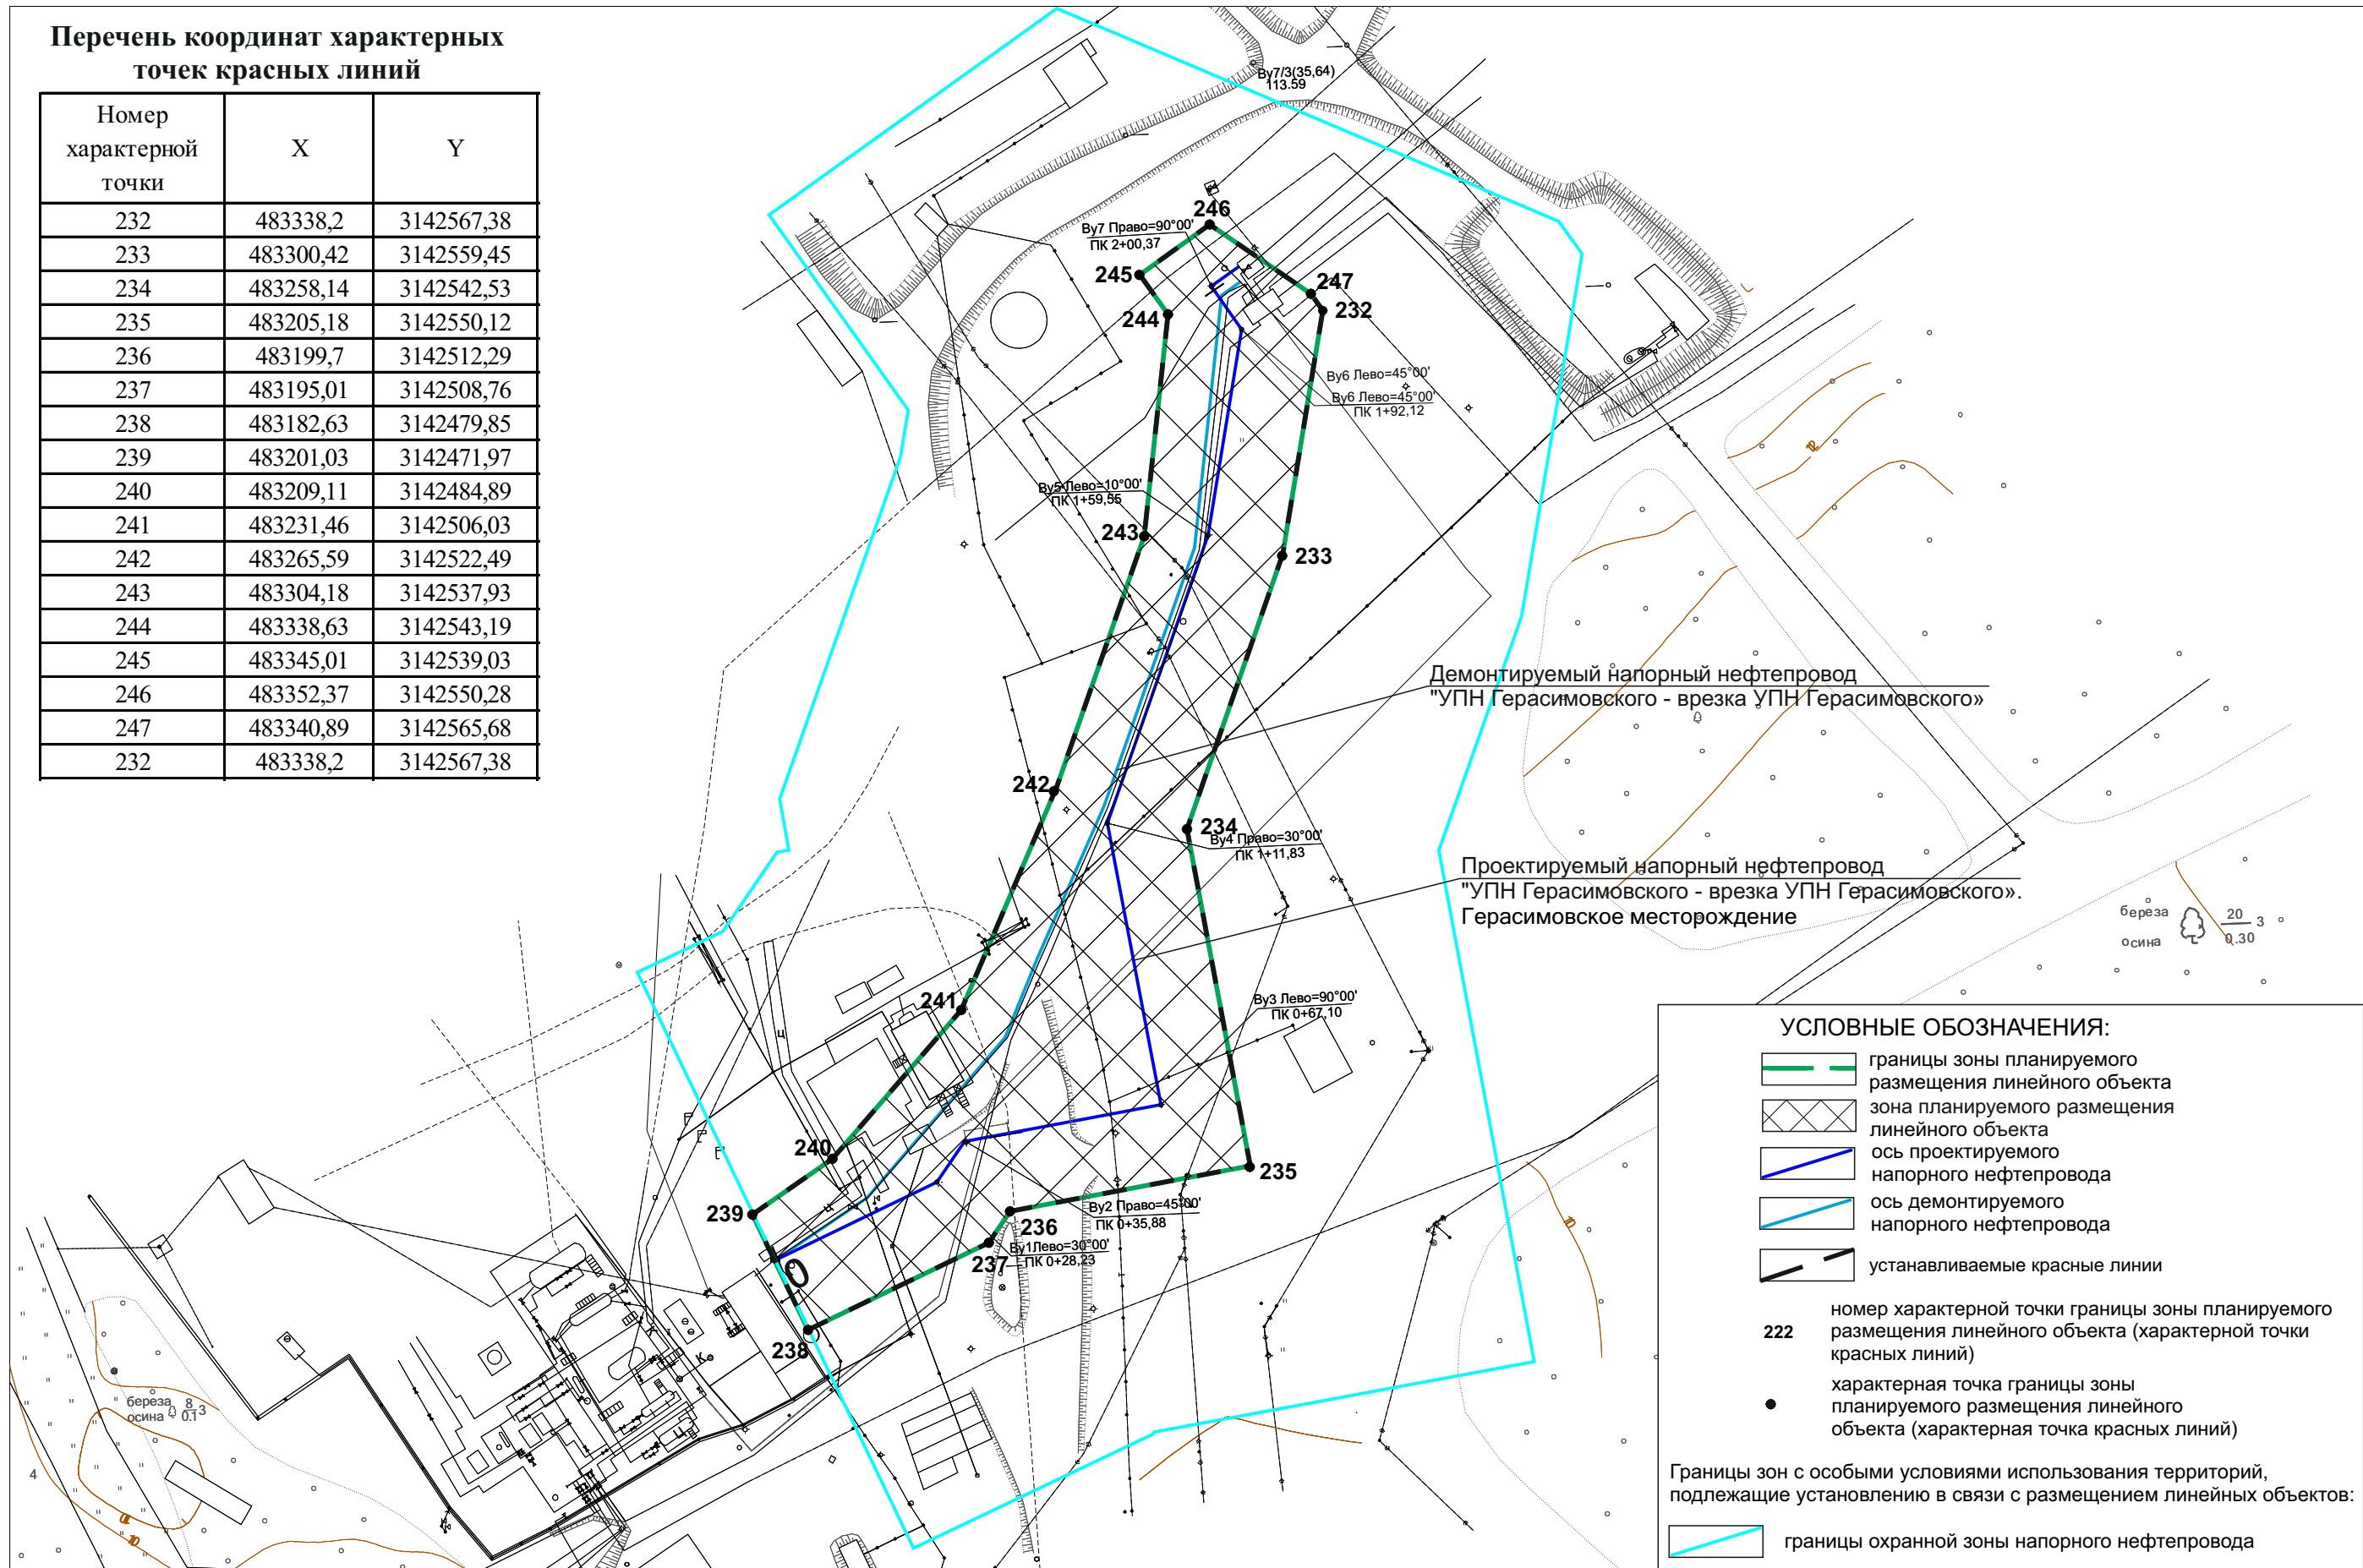 Перечень координат характерных
точек красных линий
Номер характерной точки X Y
232 483338,2 3142567,38
233 483300,42 3142559,45
234 483258,14 3142542,53
235 483205,18 3142550,12
236 483199,7 3142512,29
237 483195,01 3142508,76
238 483182,63 3142479,85
239 483201,03 3142471,97
240 483209,11 3142484,89
241 483231,46 3142506,03
242 483265,59 3142522,49
243 483304,18 3142537,93
244 483338,63 3142543,19
245 483345,01 3142539,03
246 483352,37 3142550,28
247 483340,89 3142565,68
232 483338,2 3142567,38
Ву7/3(35,64)
113.59
246
Ву7 Право=90°00'
ПК 2+00,37
245
247
244
232
Ву6 Лево=45°00'
Ву6 Лево=45°00'
ПК 1+92,12
12
Ву5 Лево=10°00'
ПК 1+59,55
243
233
Демонтируемый напорный нефтепровод
"УПН Герасимовского - врезка УПН Герасимовского»
242
234
Ву4 Право=30°00'
ПК 1+11,83
Проектируемый напорный нефтепровод
"УПН Герасимовского - врезка УПН Герасимовского».
Герасимовское месторождение
береза
осина
20
0.30
3
241
Ву3 Лево=90°00'
ПК 0+67,10
240
235
239
Ву2 Право=45°00'
ПК 0+35,88
236
Ву1Лево=30°00'
ПК 0+28,23
237
0
238
10
береза
осина
8
0.1
3
4
10
УСЛОВНЫЕ ОБОЗНАЧЕНИЯ:
границы зоны планируемого
размещения линейного объекта
зона планируемого размещения
линейного объекта
ось проектируемого
напорного нефтепровода
ось демонтируемого
напорного нефтепровода
устанавливаемые красные линии
222
номер характерной точки границы зоны планируемого
размещения линейного объекта (характерной точки
красных линий)
характерная точка границы зоны
планируемого размещения линейного
объекта (характерная точка красных линий)
Границы зон с особыми условиями использования территорий,
подлежащие установлению в связи с размещением линейных объектов:
границы охранной зоны напорного нефтепровода